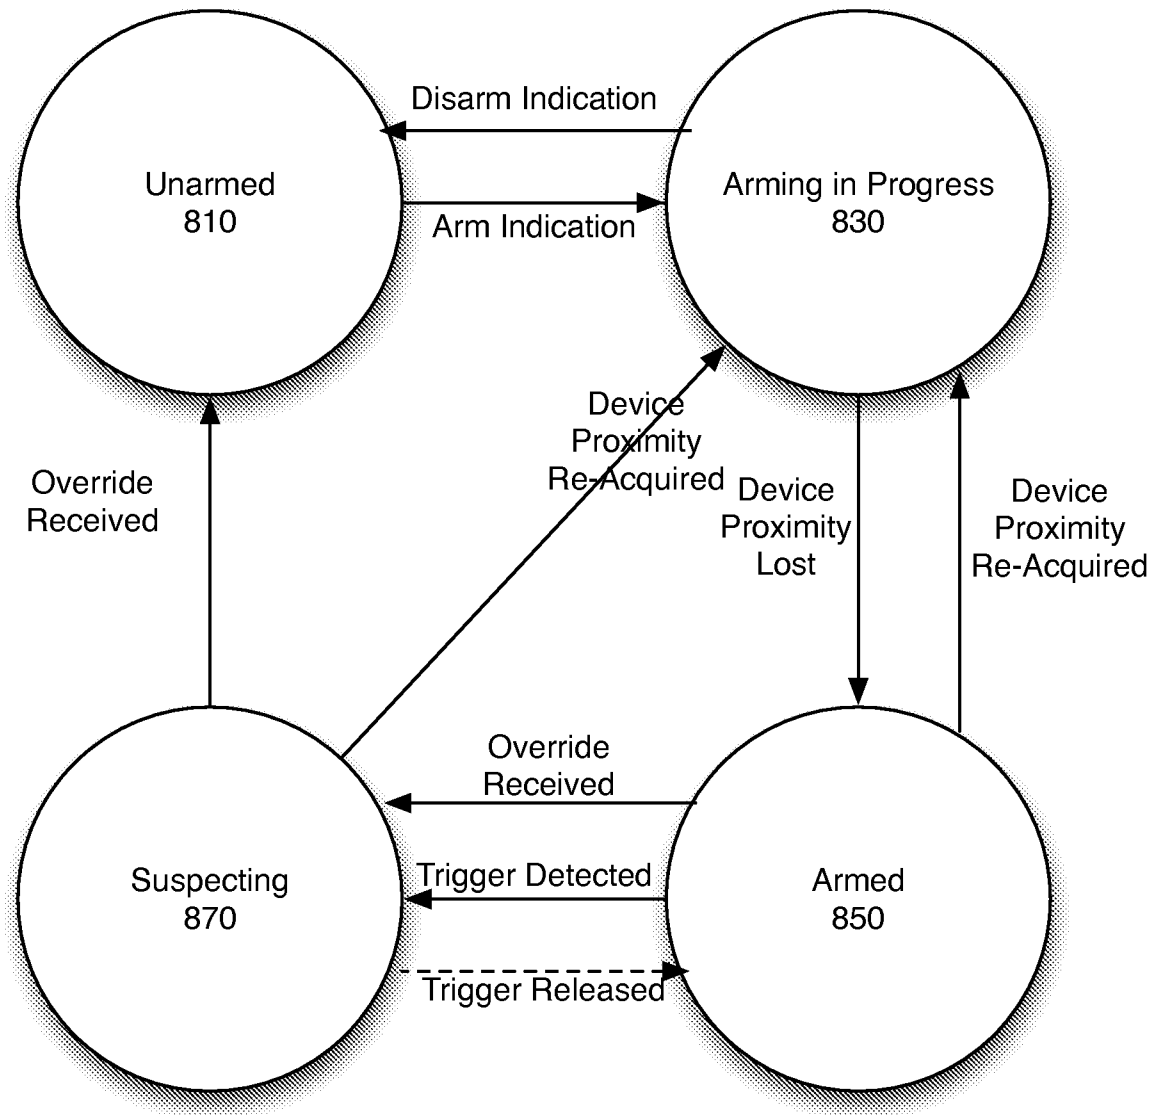 Disarm Indication
Unarmed
810
Arming in Progress
830
Arm Indication
Device
Proximity
Re-Acquired
Override
Received
Device
Proximity
Lost
Device
Proximity
Re-Acquired
Override
Received
Trigger Detected
Suspecting
870
Armed
850
Trigger Released